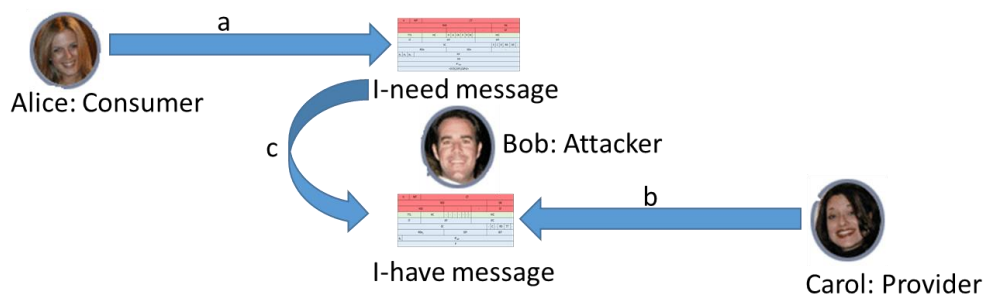 a
I-need message
Alice: Consumer
c
Bob: Attacker
b
I-have message
Carol: Provider